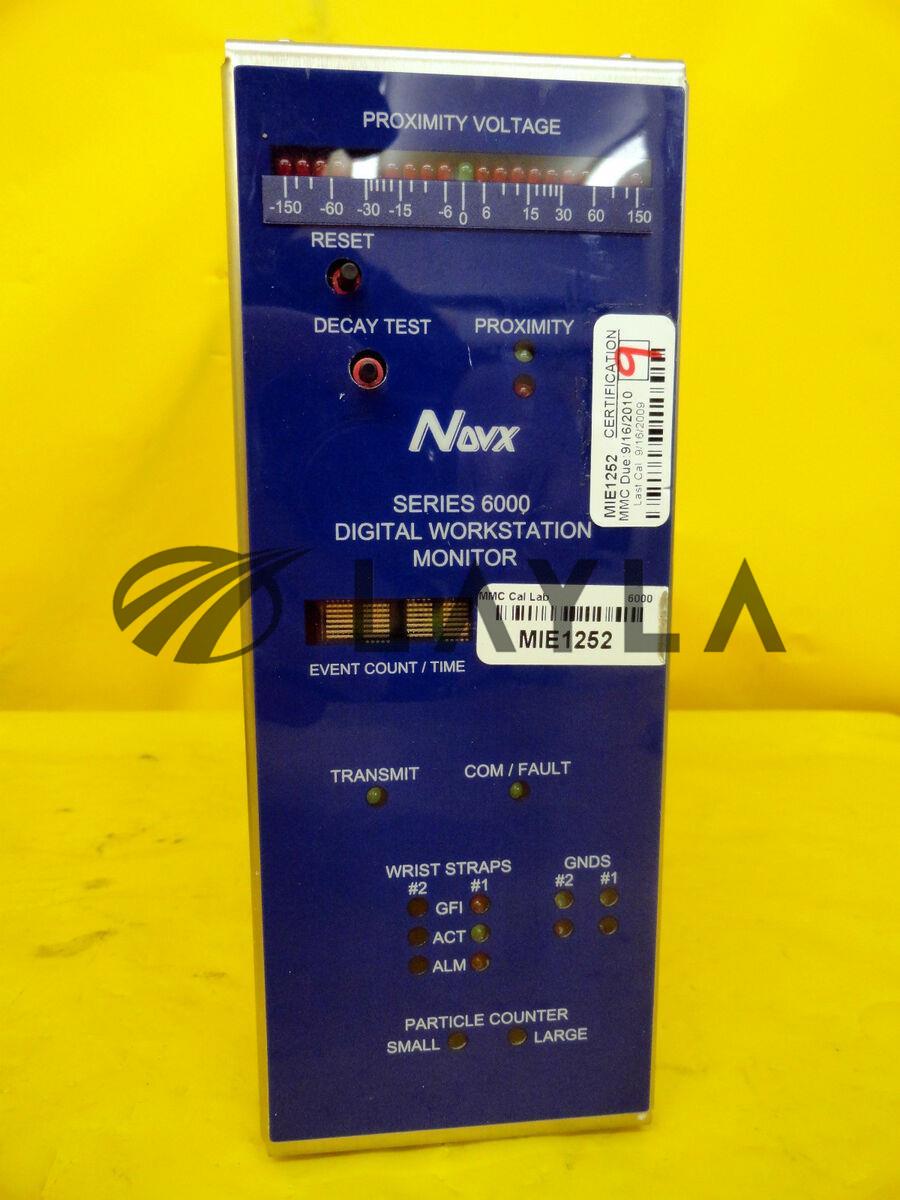 PROXIMITY VOLTAGE
-150 -60 -30 -15 -6 0 6 15 30 60 150
RESET
DECAY TEST
PROXIMITY
MIE1252 CERTIFICATION
MMC Due 9/16/2010
9
Last Cal 9/16/2009
NOVX
SERIES 6000
DIGITAL WORKSTATION
MONITOR
MMC Cal Lab 6000
MIE1252
LAYLA
EVENT COUNT / TIME
TRANSMIT
COM / FAULT
WRIST STRAPS
#2 #1
GFI
ACT
ALM
GNDS
#2 #1
PARTICLE COUNTER
SMALL LARGE